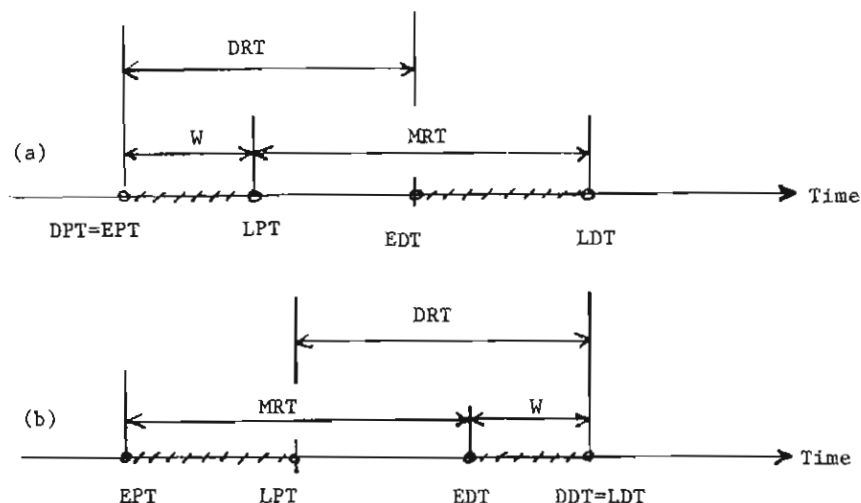 DRT
W MRT
(a)
Time
DPT=EPT LPT EDT LDT
DRT
MRT W
(b)
Time
EPT LPT EDT DDT=LDT